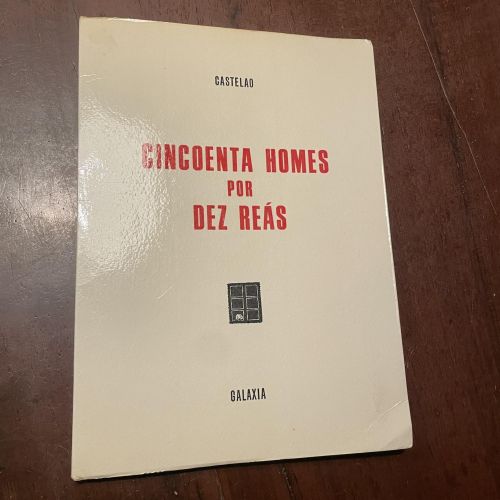 CASTELAO
CINCOENTA HOMES
POR
DEZ REÁS
GALAXIA